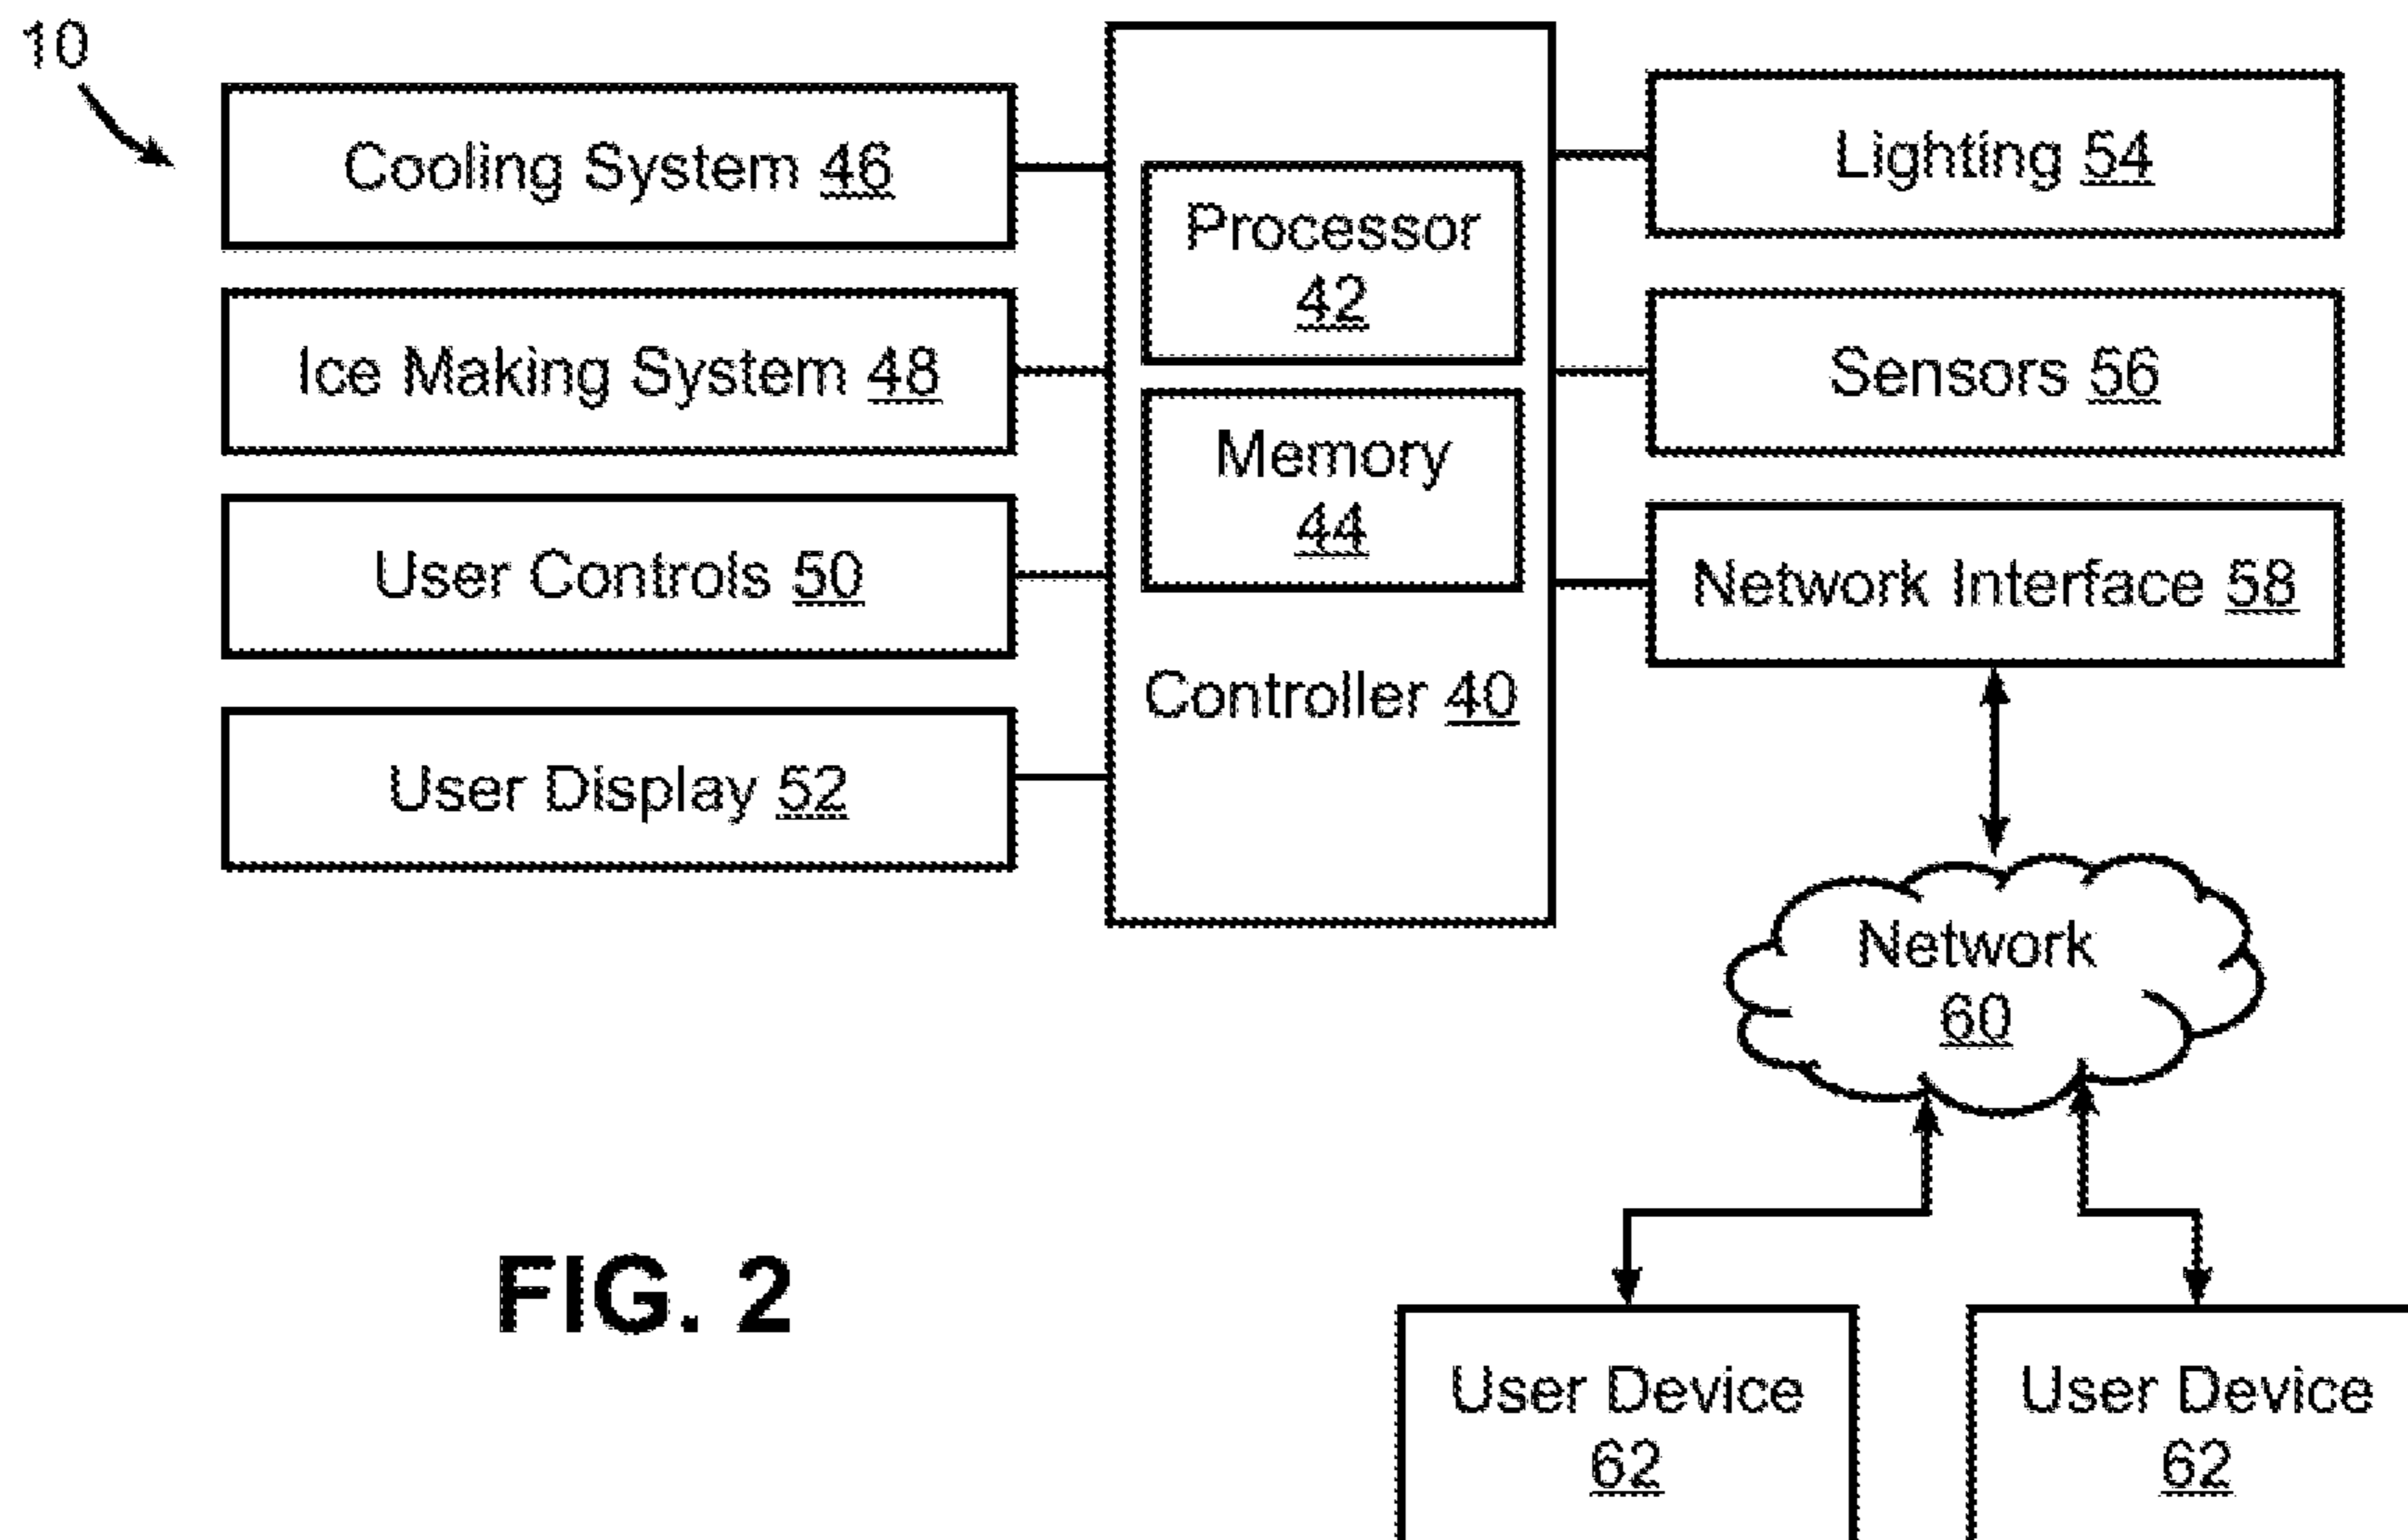 10
Cooling System 46
Ice Making System 48
User Controls 50
User Display 52
Processor
42
Memory
44
Controller 40
Lighting 54
Sensors 56
Network Interface 58
Network
60
User Device
62
User Device
62
FIG. 2